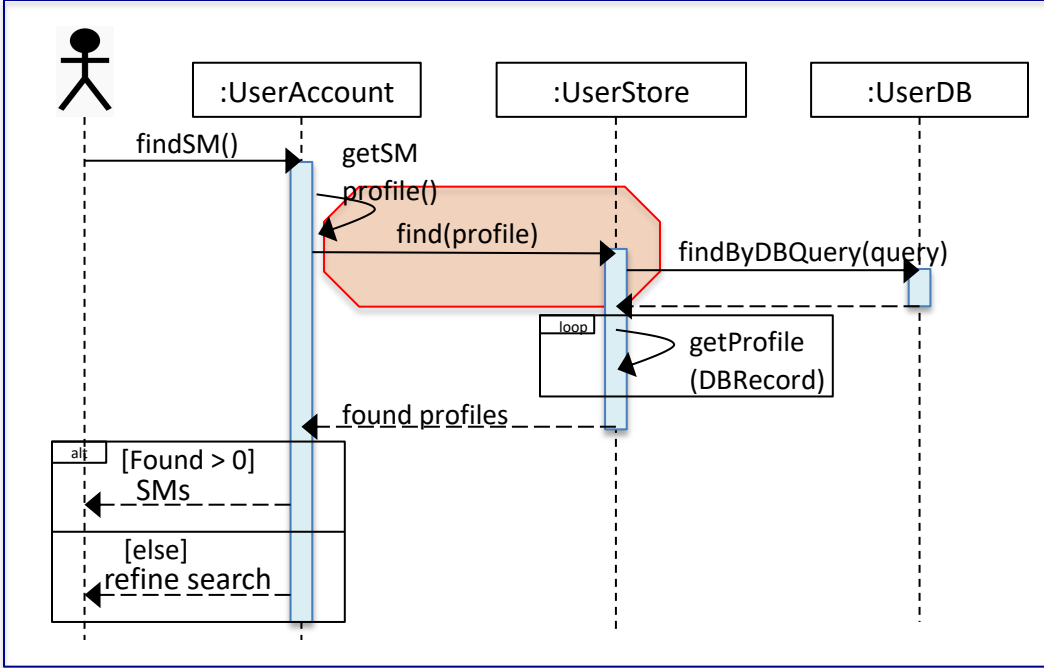 :UserAccount
:UserStore
:UserDB
findSM()
getSM
profile()
find(profile)
findByDBQuery(query)
loop
getProfile
(DBRecord)
found profiles
alt
[Found > 0]
SMs
[else]
refine search